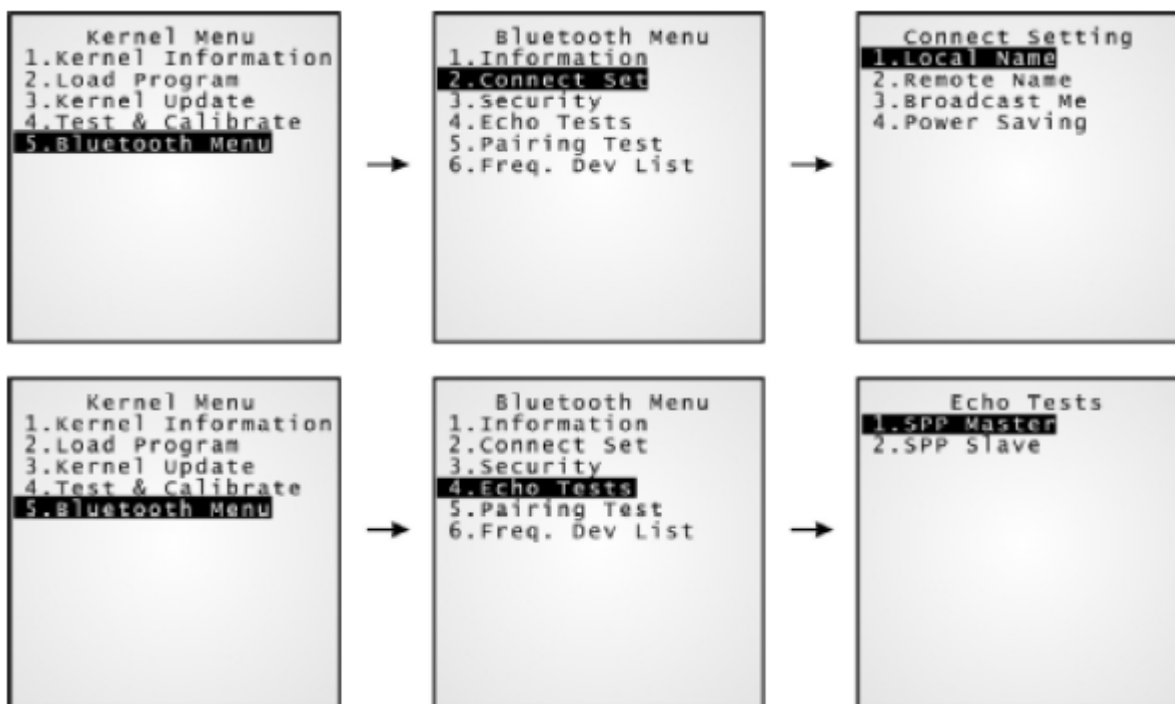 Kernel Menu
1.Kernel Information
2.Load Program
3.Kernel Update
4.Test & Calibrate
5.Bluetooth Menu
Bluetooth Menu
1.Information
2.Connect Set
3.Security
4.Echo Tests
5.Pairing Test
6.Freq. Dev List
Connect Setting
1.Local Name
2.Remote Name
3.Broadcast Me
4.Power Saving
Kernel Menu
1.Kernel Information
2.Load Program
3.Kernel Update
4.Test & Calibrate
5.Bluetooth Menu
Bluetooth Menu
1.Information
2.Connect Set
3.Security
4.Echo Tests
5.Pairing Test
6.Freq. Dev List
Echo Tests
1.SPP Master
2.SPP Slave